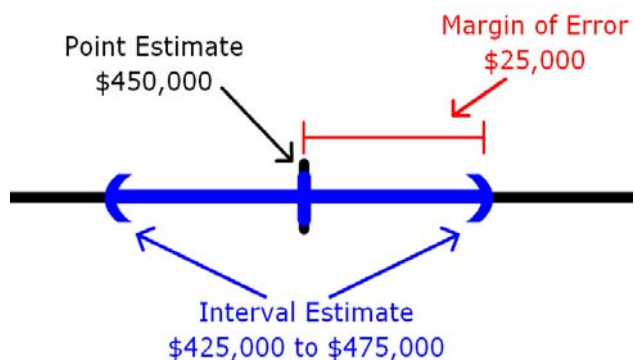 Point Estimate
$450,000
Margin of Error
$25,000
Interval Estimate
$425,000 to $475,000